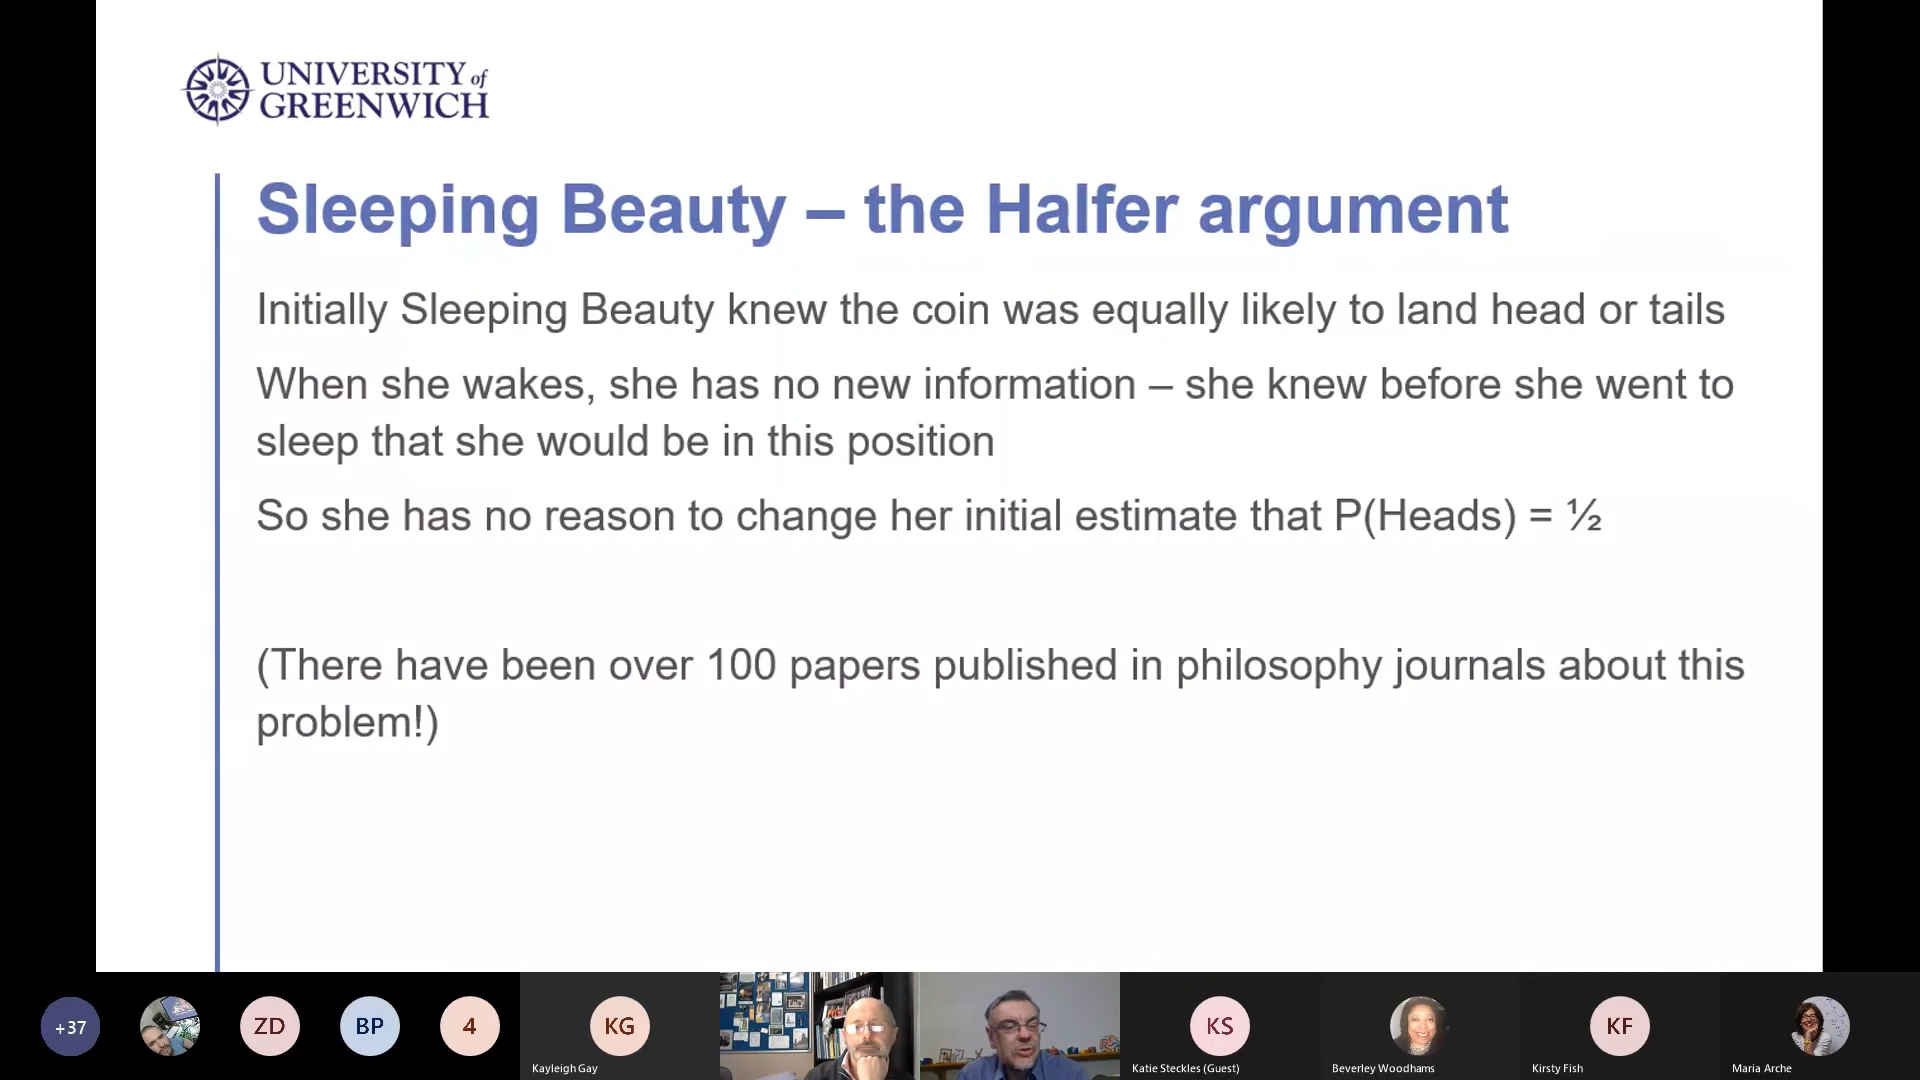 UNIVERSITY of
GREENWICH
Sleeping Beauty – the Halfer argument
Initially Sleeping Beauty knew the coin was equally likely to land head or tails
When she wakes, she has no new information – she knew before she went to
sleep that she would be in this position
So she has no reason to change her initial estimate that P(Heads) = ½
(There have been over 100 papers published in philosophy journals about this
problem!)
+37
ZD
BP
4
KG
KS
KF
Kayleigh Gay
Katie Steckles (Guest)
Beverley Woodhams
Kirsty Fish
Maria Arche